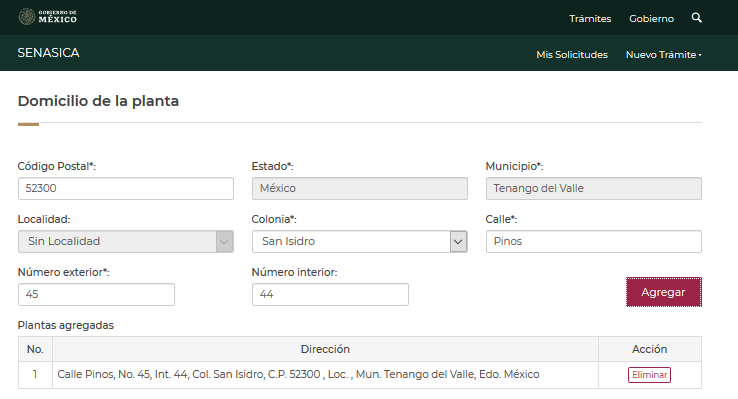 GOBIERNO DE
MÉXICO
Trámites Gobierno
SENASICA
Mis Solicitudes Nuevo Trámite
Domicilio de la planta
Código Postal*: Estado*: Municipio*:
52300 México Tenango del Valle
Localidad: Colonia*: Calle*:
Sin Localidad San Isidro Pinos
Número exterior*: Número interior:
45 44 Agregar
Plantas agregadas
No. Dirección Acción
1 Calle Pinos, No. 45, Int. 44, Col. San Isidro, C.P. 52300 , Loc. , Mun. Tenango del Valle, Edo. México Eliminar